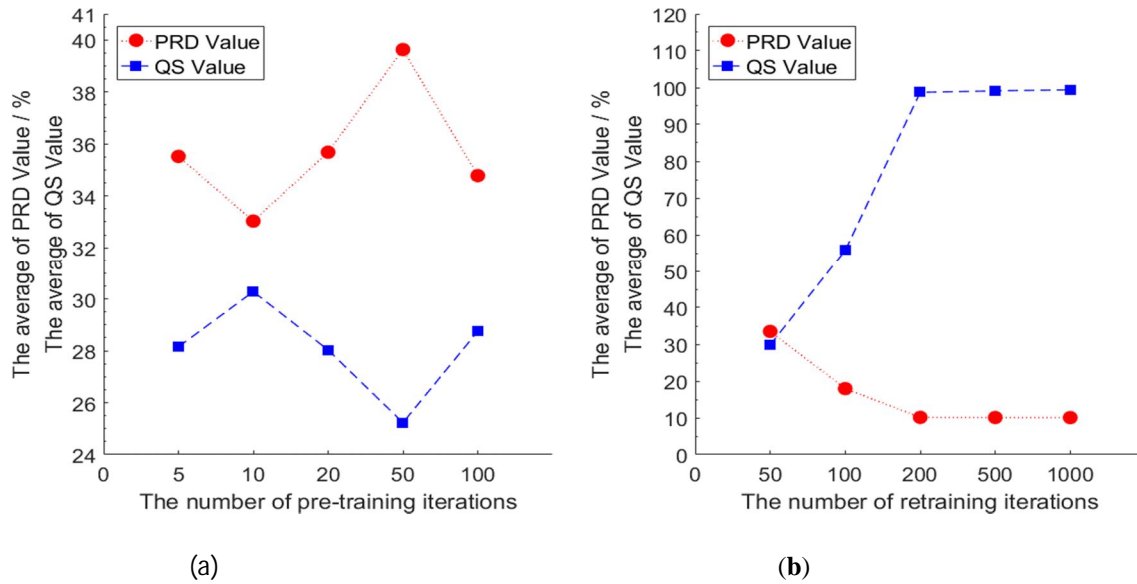 The average of PRD Value / %
The average of QS Value
41
40
38
36
34
32
30
28
26
24
PRD Value
QS Value
0 5 10 20 50 100
The number of pre-training iterations
(a)
The average of PRD Value / %
The average of QS Value
120
110
100
90
80
70
60
50
40
30
20
10
0
PRD Value
QS Value
0 50 100 200 500 1000
The number of retraining iterations
(b)